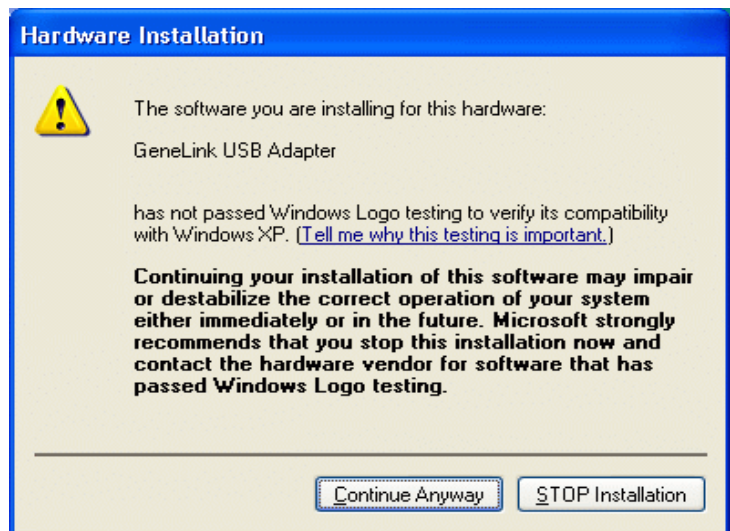 Hardware Installation
The software you are installing for this hardware:
GeneLink USB Adapter
has not passed Windows Logo testing to verify its compatibility
with Windows XP. (Tell me why this testing is important.)
Continuing your installation of this software may impair
or destabilize the correct operation of your system
either immediately or in the future. Microsoft strongly
recommends that you stop this installation now and
contact the hardware vendor for software that has
passed Windows Logo testing.
Continue Anyway
STOP Installation